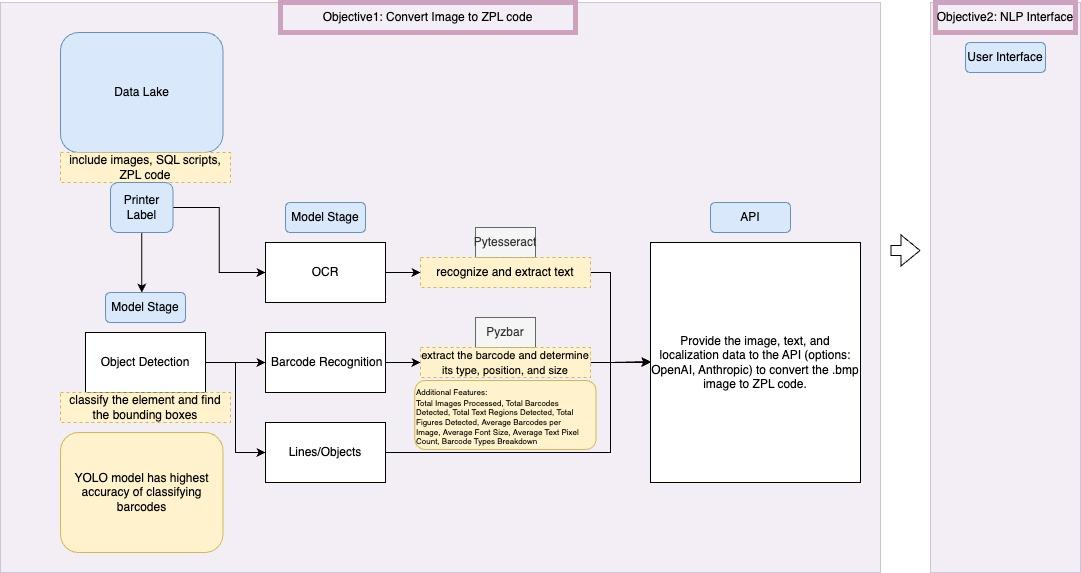 Objective1: Convert Image to ZPL code
Objective2: NLP Interface
User Interface
Data Lake
include images, SQL scripts,
ZPL code
Printer
Label
Model Stage
API
Pytesseract
OCR
recognize and extract text
Model Stage
Pyzbar
Object Detection
Barcode Recognition
extract the barcode and determine
its type, position, and size
Provide the image, text, and
localization data to the API (options:
OpenAI, Anthropic) to convert the .bmp
image to ZPL code.
classify the element and find
the bounding boxes
Additional Features:
Total Images Processed, Total Barcodes
Detected, Total Text Regions Detected, Total
Figures Detected, Average Barcodes per
Image, Average Font Size, Average Text Pixel
Count, Barcode Types Breakdown
Lines/Objects
YOLO model has highest
accuracy of classifying
barcodes